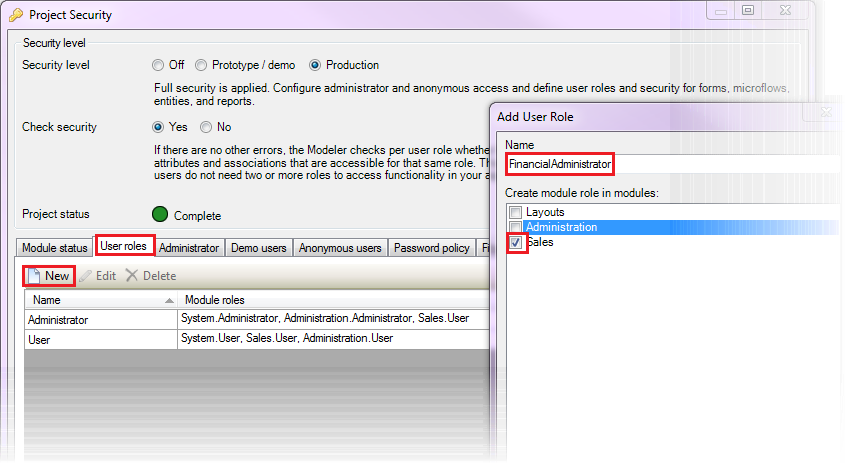 Project Security
Security level
Security level Off Prototype / demo Production
Full security is applied. Configure administrator and anonymous access and define user roles and security for forms, microflows,
entities, and reports.
Check security Yes No
If there are no other errors, the Modeler checks per user role whethe
attributes and associations that are accessible for that same role. Th
users do not need two or more roles to access functionality in your a
Project status Complete
Module status User roles Administrator Demo users Anonymous users Password policy Fi
New Edit Delete
Name Module roles
Administrator System.Administrator, Administration.Administrator, Sales.User
User System.User, Sales.User, Administration.User
Add User Role
Name
FinancialAdministrator
Create module role in modules:
Layouts
Administration
Sales